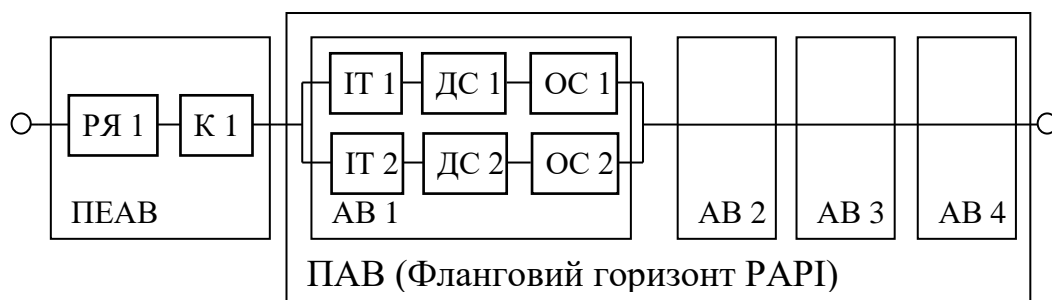 ІТ 1 ДС 1 ОС 1
РЯ 1 К 1
ІТ 2 ДС 2 ОС 2
ПЕАВ АВ 1 АВ 2 АВ 3 АВ 4
ПАВ (Фланговий горизонт PAPI)